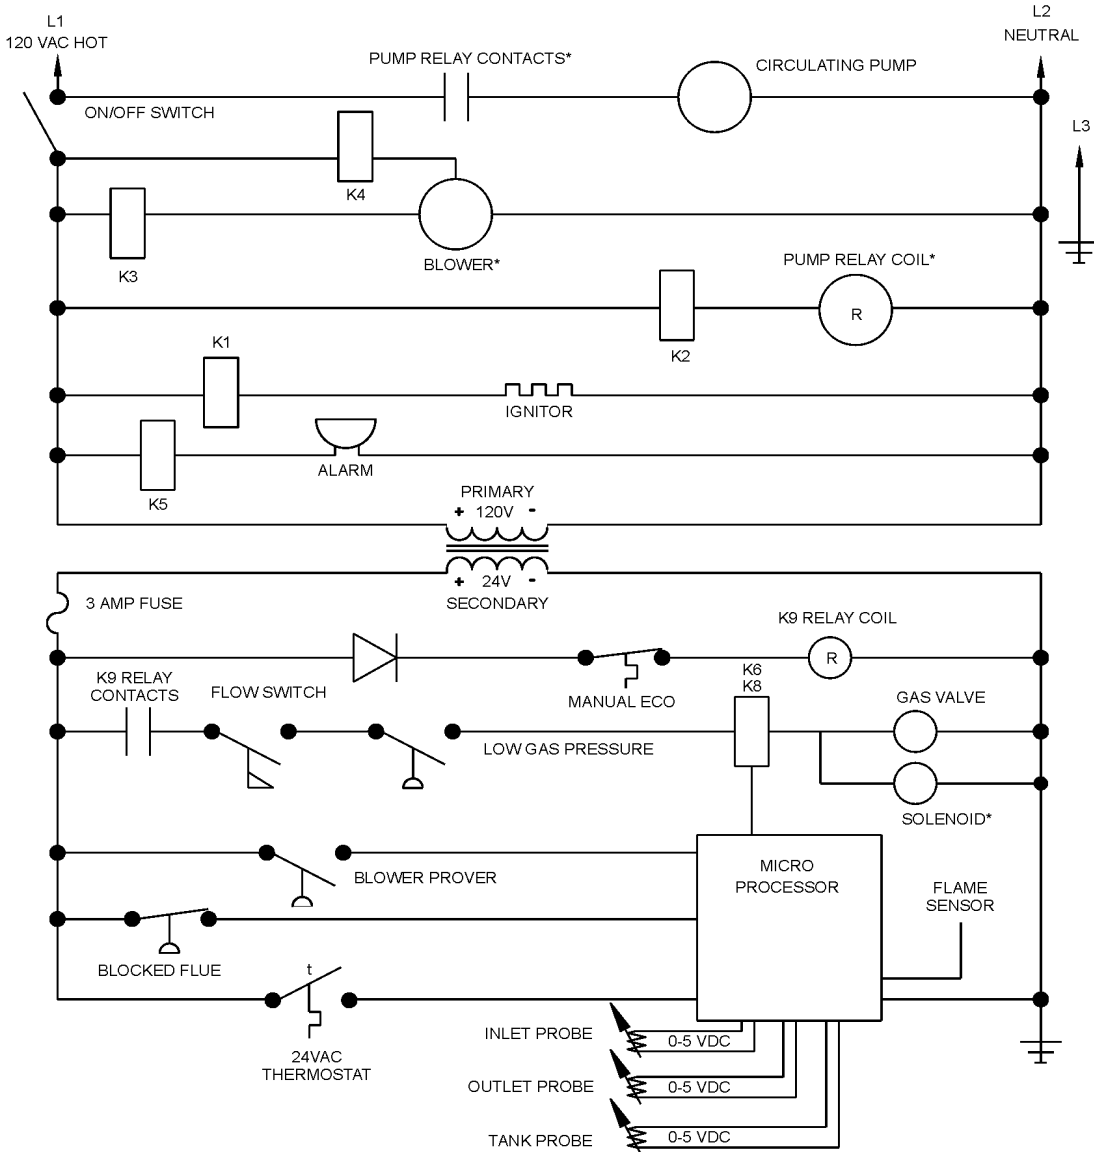 L1
120 VAC HOT
L2
NEUTRAL
PUMP RELAY CONTACTS*
CIRCULATING PUMP
ON/OFF SWITCH
L3
K4
K3
BLOWER*
PUMP RELAY COIL*
R
K2
K1
IGNITOR
ALARM
K5
PRIMARY
+ 120V -
+ 24V -
SECONDARY
3 AMP FUSE
K9 RELAY COIL
R
K9 RELAY
CONTACTS
FLOW SWITCH
MANUAL ECO
K6
K8
GAS VALVE
LOW GAS PRESSURE
SOLENOID*
BLOWER PROVER
MICRO
PROCESSOR
FLAME
SENSOR
BLOCKED FLUE
t
24VAC
THERMOSTAT
INLET PROBE
0-5 VDC
OUTLET PROBE
0-5 VDC
TANK PROBE
0-5 VDC